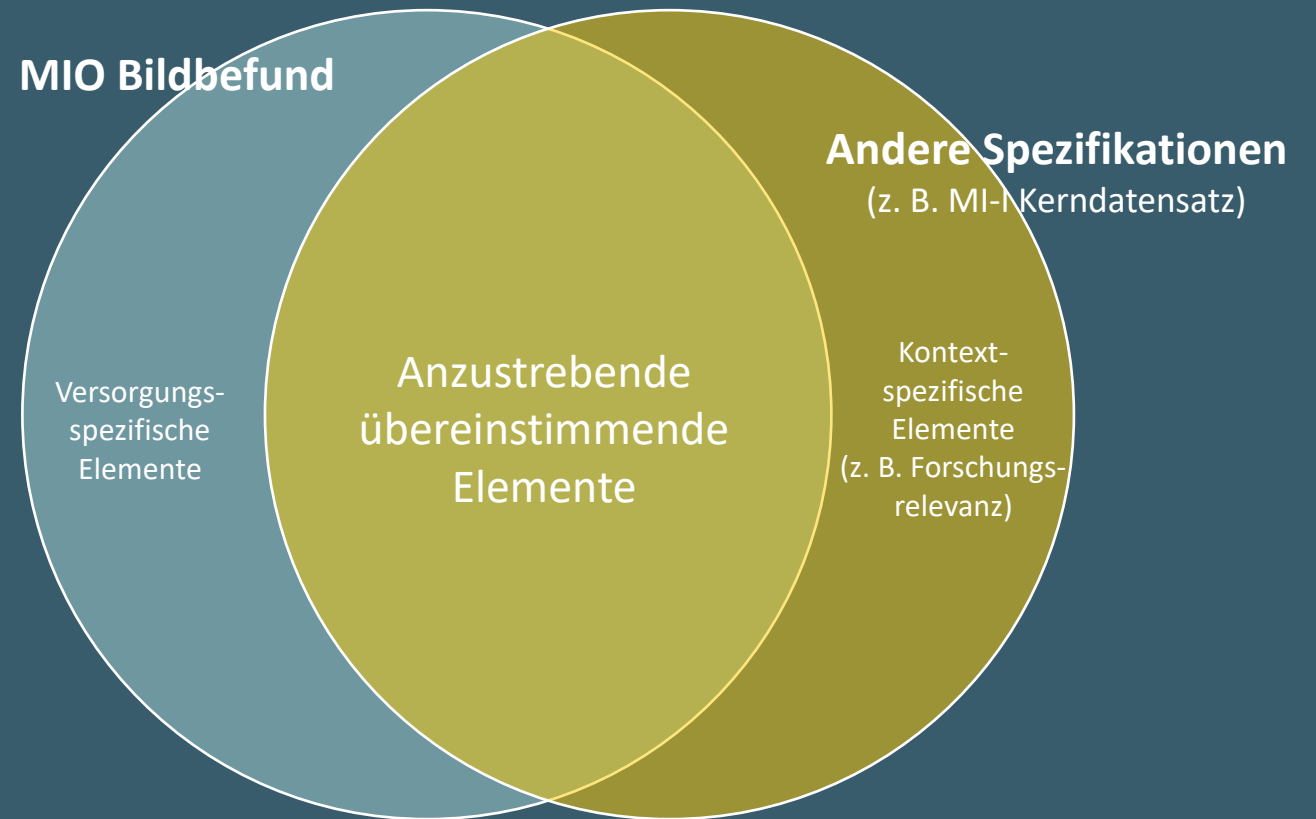 MIO Bildbefund
Andere Spezifikationen
(z. B. MI-I Kerndatensatz)
Versorgungs-
spezifische
Elemente
Anzustrebende
übereinstimmende
Elemente
Kontext-
spezifische
Elemente
(z. B. Forschungs-
relevanz)